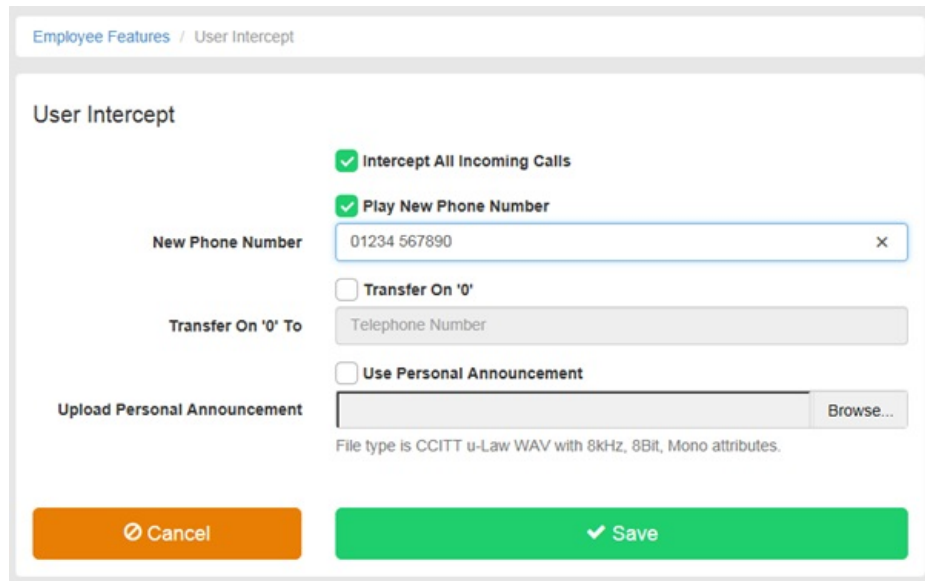 Employee Features / User Intercept
User Intercept
Intercept All Incoming Calls
Play New Phone Number
New Phone Number 01234 567890
Transfer On '0'
Transfer On '0' To Telephone Number
Use Personal Announcement
Upload Personal Announcement Browse...
File type is CCITT u-Law WAV with 8kHz, 8Bit, Mono attributes.
Cancel Save